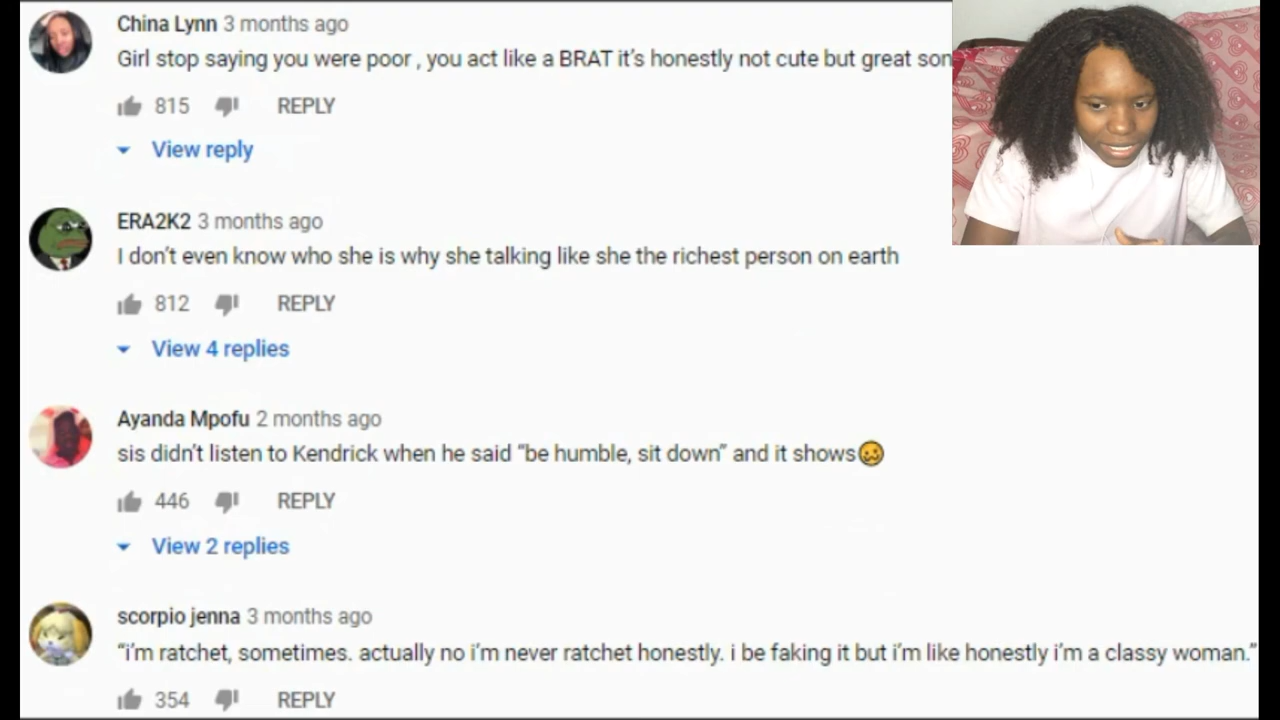 China Lynn 3 months ago
Girl stop saying you were poor , you act like a BRAT it's honestly not cute but great
815 REPLY
View reply
ERA2K2 3 months ago
I don't even know who she is why she talking like she the richest person on earth
812 REPLY
View 4 replies
Ayanda Mpofu 2 months ago
sis didn't listen to Kendrick when he said “be humble, sit down” and it shows🥴
446 REPLY
View 2 replies
scorpio jenna 3 months ago
“i'm ratchet, sometimes. actually no i'm never ratchet honestly. i be faking it but i'm like honestly i'm a classy woman.”
354 REPLY